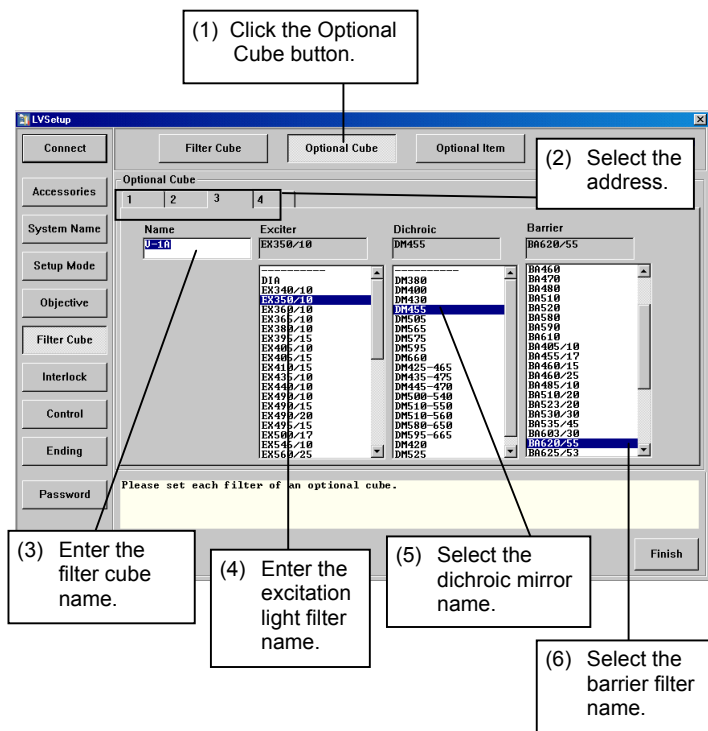 (1) Click the Optional
Cube button.
LVSetup
Connect
Filter Cube
Optional Cube
Optional Item
(2) Select the
address.
Accessories
System Name
Setup Mode
Objective
Filter Cube
Interlock
Control
Ending
Password
Optional Cube
1 2 3 4
Name
Exciter
Dichroic
Barrier
V-1A
EX350/10
DM455
BA620/55
----------
DIA
EX340/10
EX350/10
EX360/10
EX365/10
EX380/10
EX395/15
EX405/10
EX405/15
EX410/15
EX435/10
EX440/10
EX490/10
EX490/15
EX490/20
EX495/15
EX500/17
EX546/10
EX560/25
----------
DM380
DM400
DM430
DM455
DM505
DM565
DM575
DM595
DM660
DM425-465
DM435-475
DM445-470
DM500-540
DM510-550
DM510-560
DM580-650
DM595-665
DM420
DM525
BA460
BA470
BA480
BA510
BA520
BA580
BA590
BA610
BA405/10
BA455/17
BA460/15
BA460/25
BA485/10
BA510/20
BA523/20
BA530/30
BA535/45
BA603/30
BA620/55
BA625/53
Please set each filter of an optional cube.
Finish
(3) Enter the
filter cube
name.
(4) Enter the
excitation
light filter
name.
(5) Select the
dichroic mirror
name.
(6) Select the
barrier filter
name.